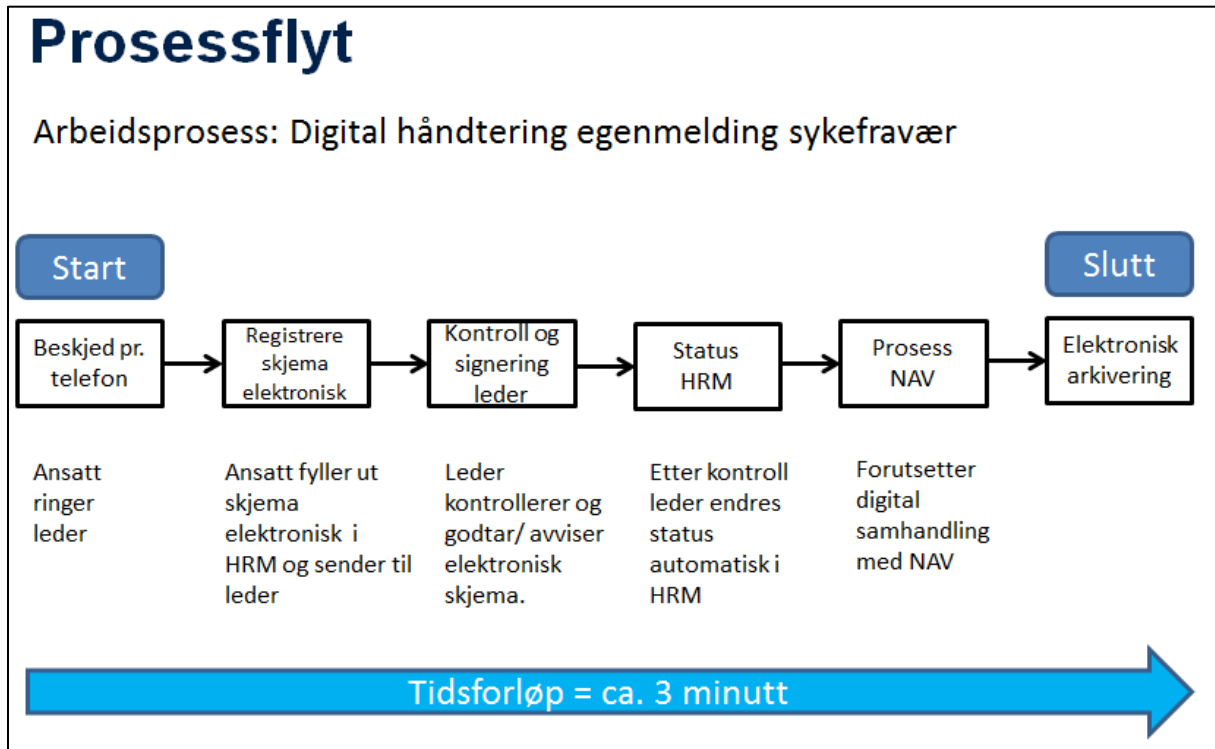 Prosessflyt
Arbeidsprosess: Digital håndtering egenmelding sykefravær
Start
Slutt
Beskjed pr.
telefon
Registrere
skjema
elektronisk
Kontroll og
signering
leder
Status
HRM
Prosess
NAV
Elektronisk
arkivering
Ansatt
ringer
leder
Ansatt fyller ut
skjema
elektronisk i
HRM og sender til
leder
Leder
kontrollerer og
godtar/ avviser
elektronisk
skjema.
Etter kontroll
leder endres
status
automatisk i
HRM
Forutsetter
digital
samhandling
med NAV
Tidsforløp = ca. 3 minutt